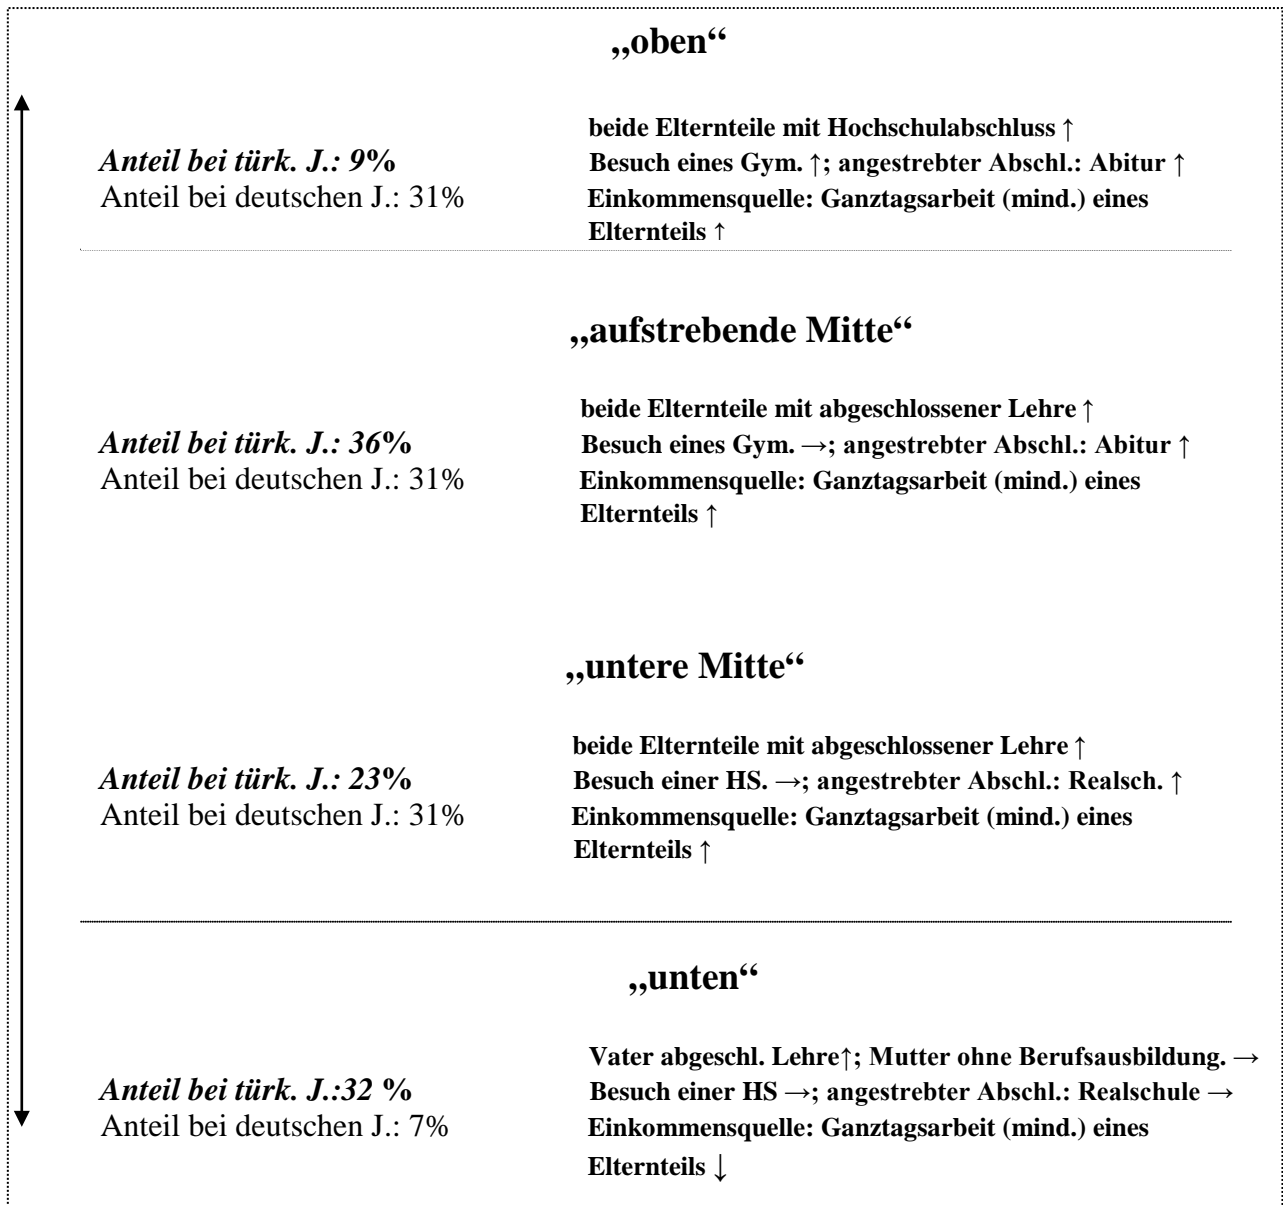 „oben“
beide Elternteile mit Hochschulabschluss ↑
Anteil bei türk. J.: 9%
Besuch eines Gym. ↑; angestrebter Abschl.: Abitur ↑
Anteil bei deutschen J.: 31%
Einkommensquelle: Ganztagsarbeit (mind.) eines
Elternteils ↑
„aufstrebende Mitte“
beide Elternteile mit abgeschlossener Lehre ↑
Anteil bei türk. J.: 36%
Besuch eines Gym. →; angestrebter Abschl.: Abitur ↑
Anteil bei deutschen J.: 31%
Einkommensquelle: Ganztagsarbeit (mind.) eines
Elternteils ↑
„untere Mitte“
beide Elternteile mit abgeschlossener Lehre ↑
Anteil bei türk. J.: 23%
Besuch einer HS. →; angestrebter Abschl.: Realsch. ↑
Anteil bei deutschen J.: 31%
Einkommensquelle: Ganztagsarbeit (mind.) eines
Elternteils ↑
„unten“
Vater abgeschl. Lehre↑; Mutter ohne Berufsausbildung. →
Anteil bei türk. J.:32 %
Besuch einer HS →; angestrebter Abschl.: Realschule →
Anteil bei deutschen J.: 7%
Einkommensquelle: Ganztagsarbeit (mind.) eines
Elternteils ↓